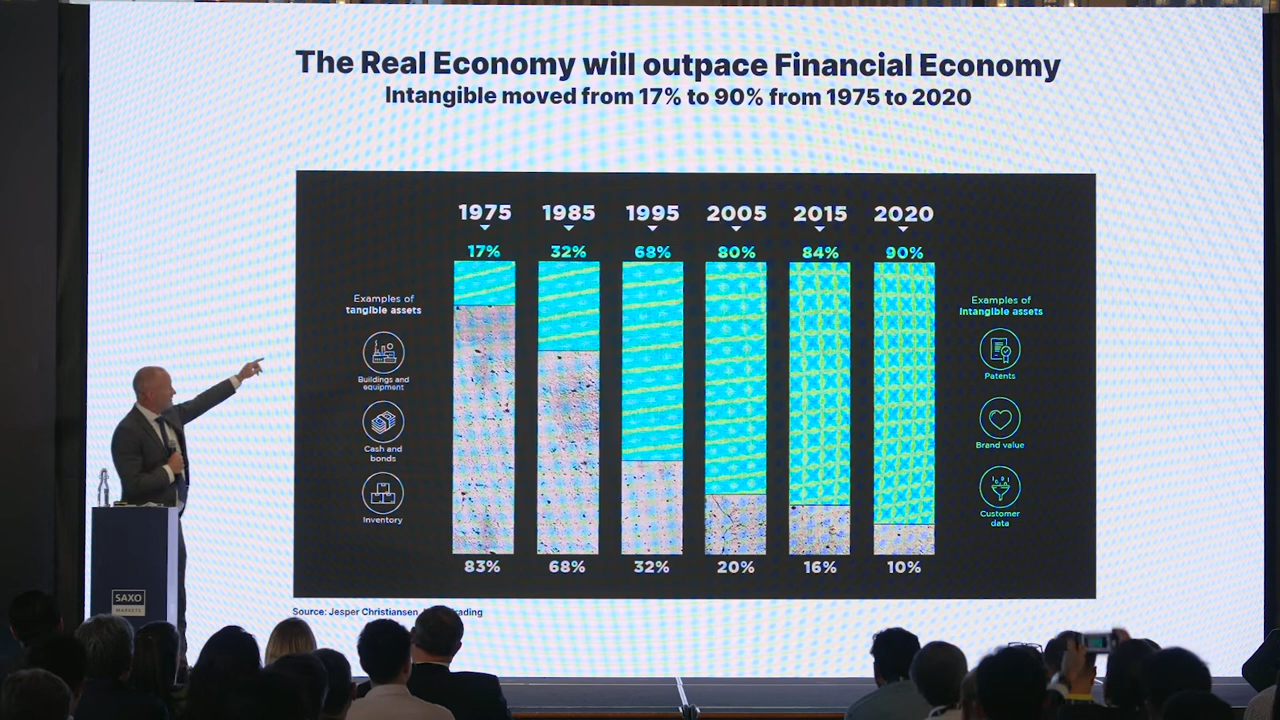 The Real Economy will outpace Financial Economy
Intangible moved from 17% to 90% from 1975 to 2020
1975 1985 1995 2005 2015 2020
17% 32% 68% 80% 84% 90%
Examples of
tangible assets
Buildings and
equipment
Cash and
bonds
Inventory
Examples of
intangible assets
Patents
Brand value
Customer
data
83% 68% 32% 20% 16% 10%
Source: Jesper Christiansen,
SAXO
MARKETS